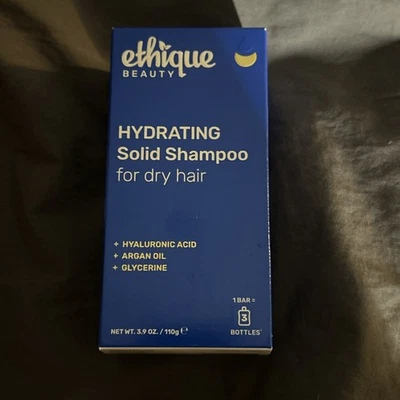 ethique
BEAUTY
HYDRATING
Solid Shampoo
for dry hair
+ HYALURONIC ACID
+ ARGAN OIL
+ GLYCERINE
1 BAR =
3
BOTTLES*
NET WT. 3.9 OZ. / 110g ℮